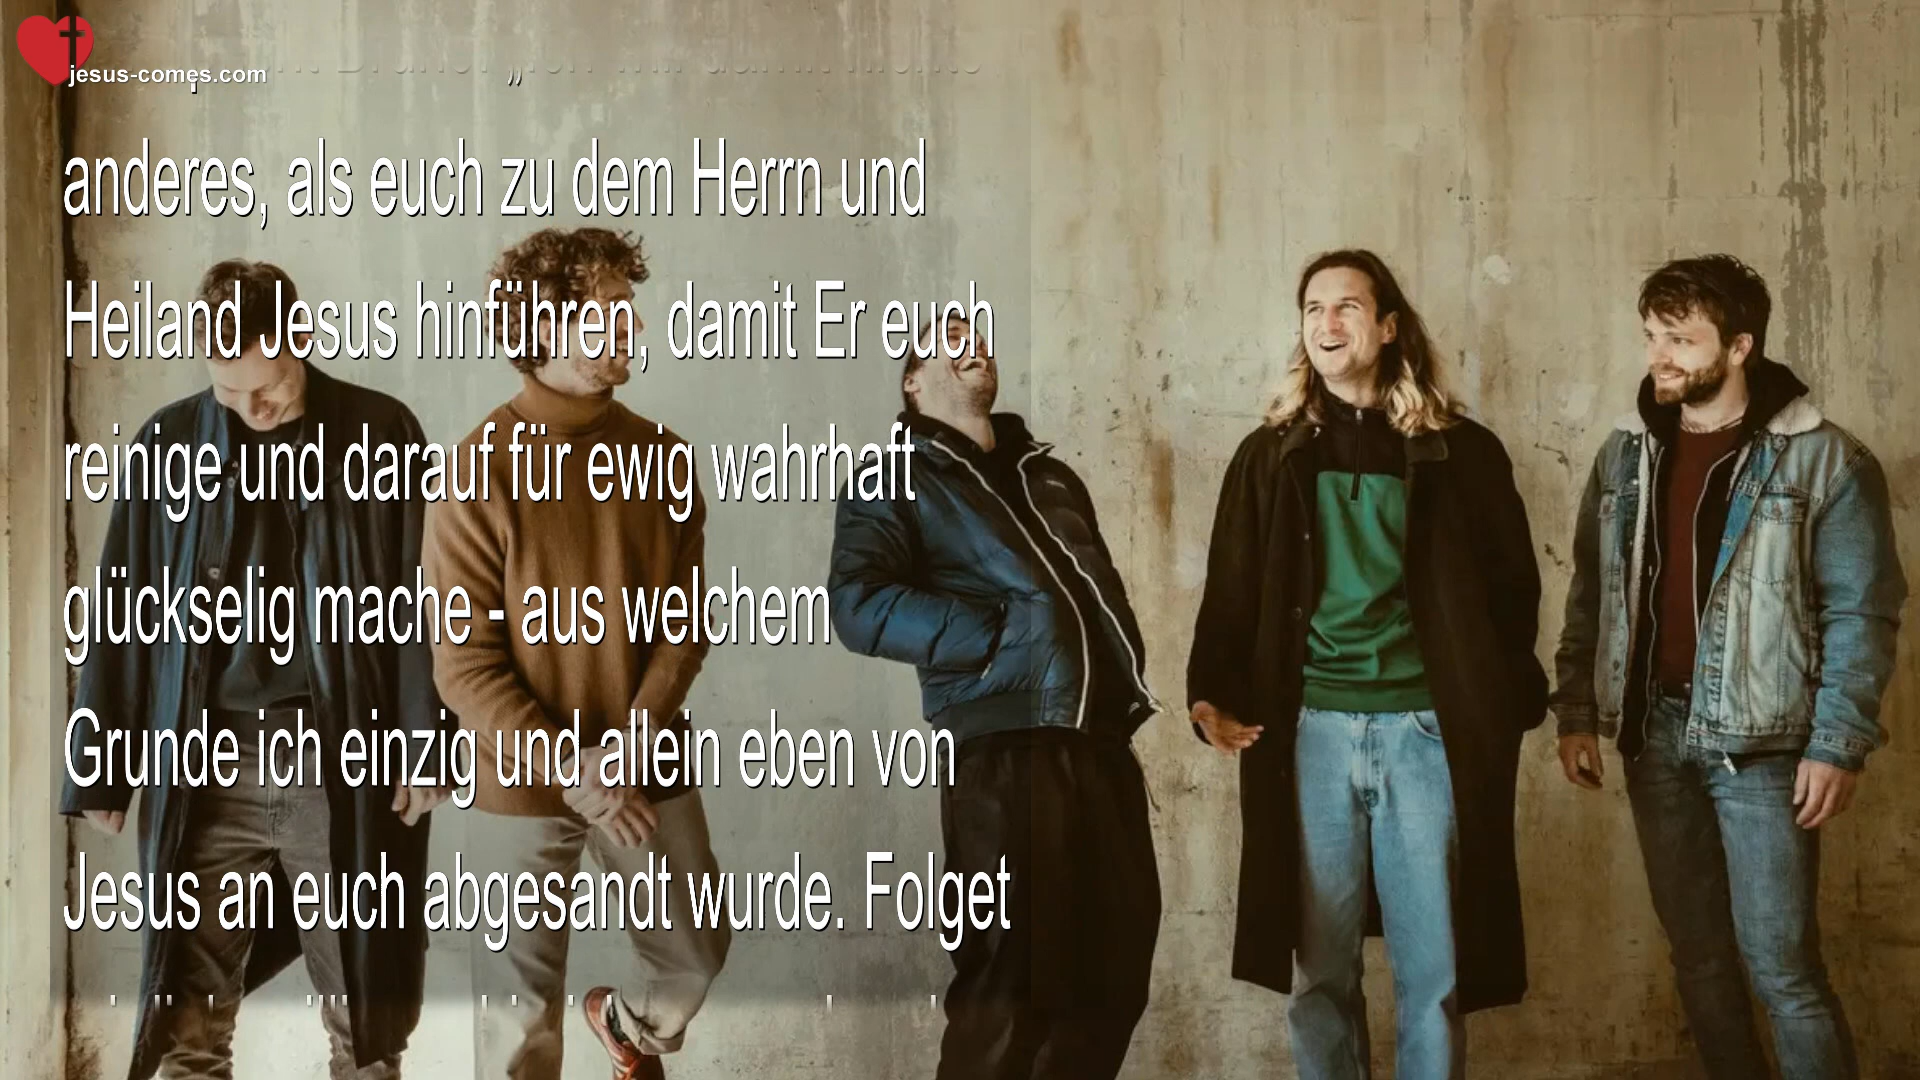 jesus-comes.com
anderes, als euch zu dem Herrn und
Heiland Jesus hinführen, damit Er euch
reinige und darauf für ewig wahrhaft
glückselig mache - aus welchem
Grunde ich einzig und allein eben von
Jesus an euch abgesandt wurde. Folget